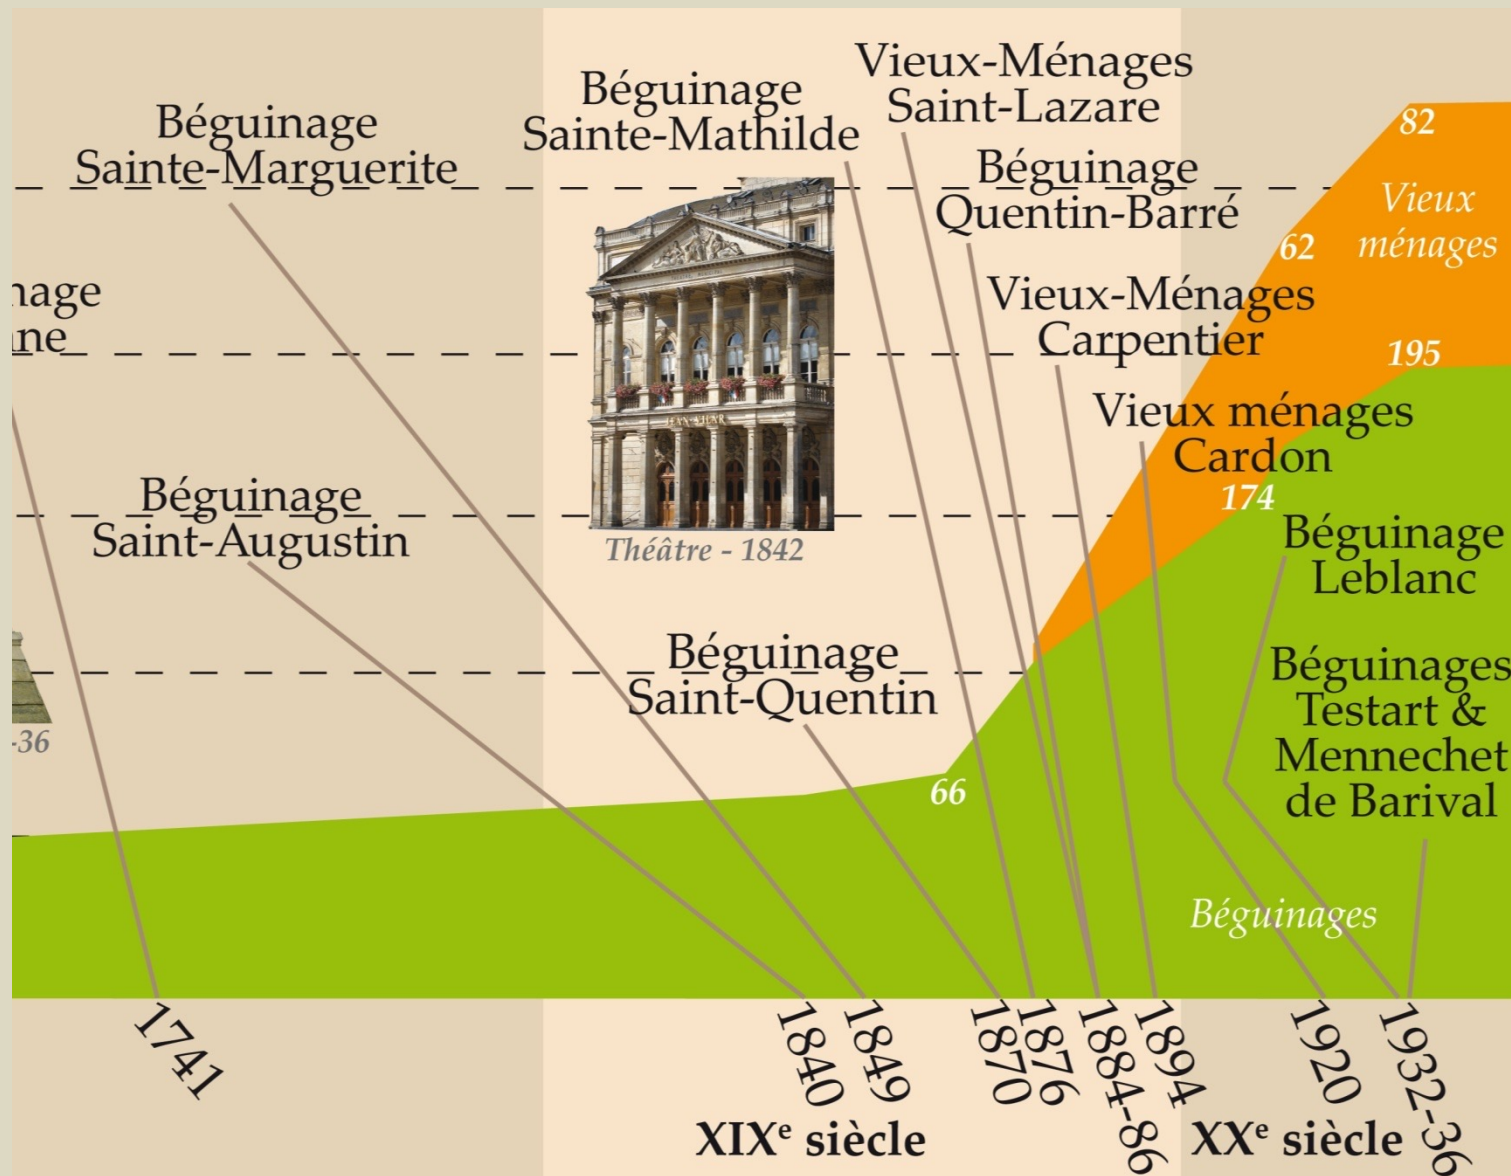 Béguinage
Sainte-Marguerite
Béguinage
Sainte-Mathilde
Vieux-Ménages
Saint-Lazare
Béguinage
Quentin-Barré
Vieux-Ménages
Carpentier
Vieux ménages
Cardon
Béguinage
Leblanc
Béguinages
Testart &
Mennechet
de Barival
Béguinage
Saint-Augustin
Béguinage
Saint-Quentin
Théâtre - 1842
-36
82
Vieux
ménages
62
195
174
66
Béguinages
1741
1840
1849
1870
1876
1884-86
1894
1920
1932-36
XIXe siècle
XXe siècle